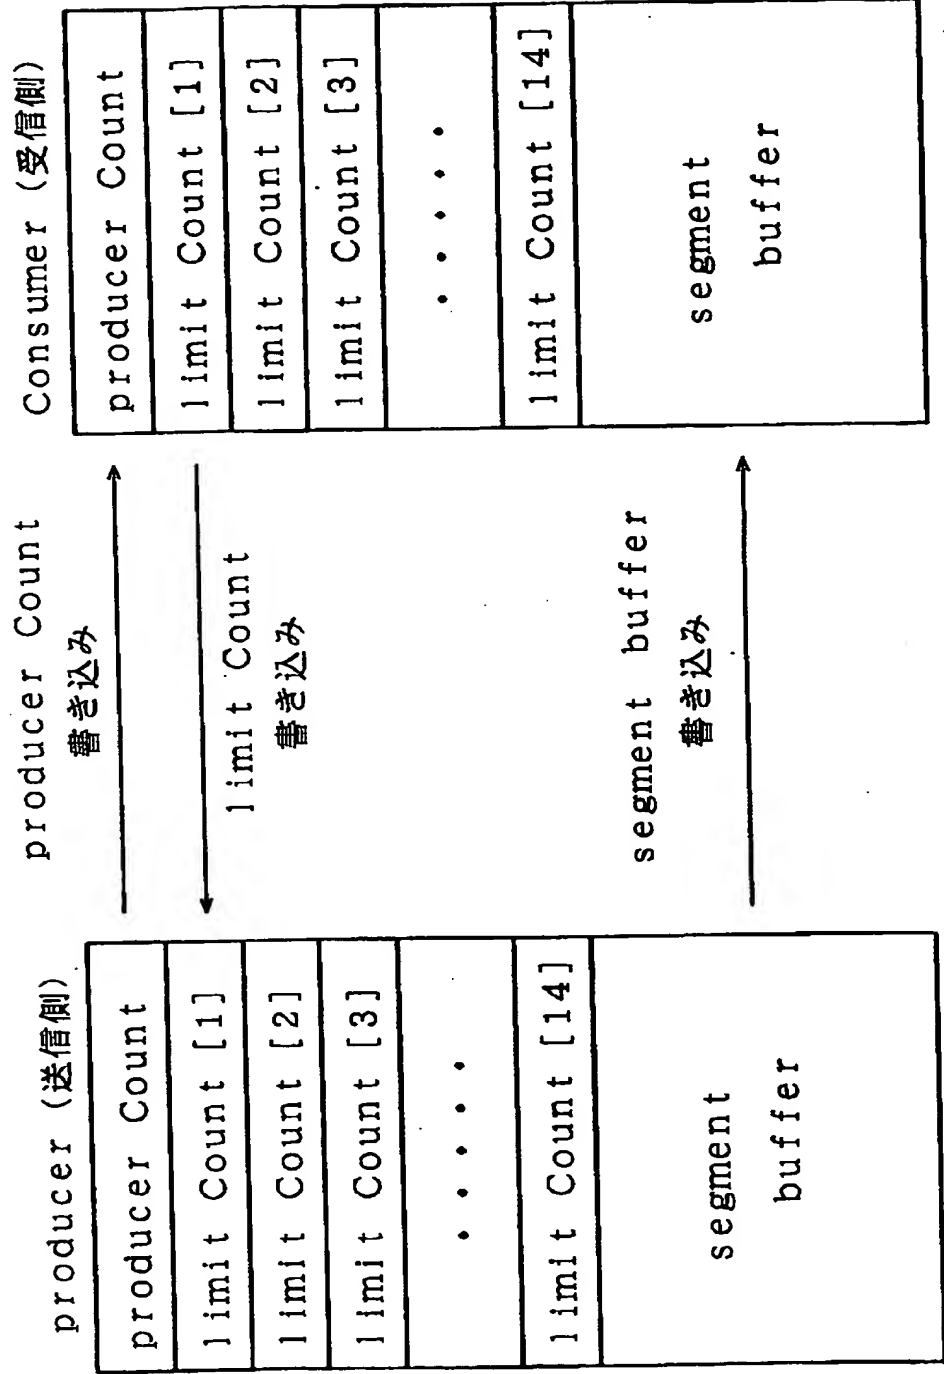 producer (送信側)
producer Count
limit Count [1]
limit Count [2]
limit Count [3]
・・・・・
limit Count [14]
segment
buffer
producer Count
書き込み
limit Count
書き込み
segment buffer
書き込み
Consumer (受信側)
producer Count
limit Count [1]
limit Count [2]
limit Count [3]
・・・・・
limit Count [14]
segment
buffer